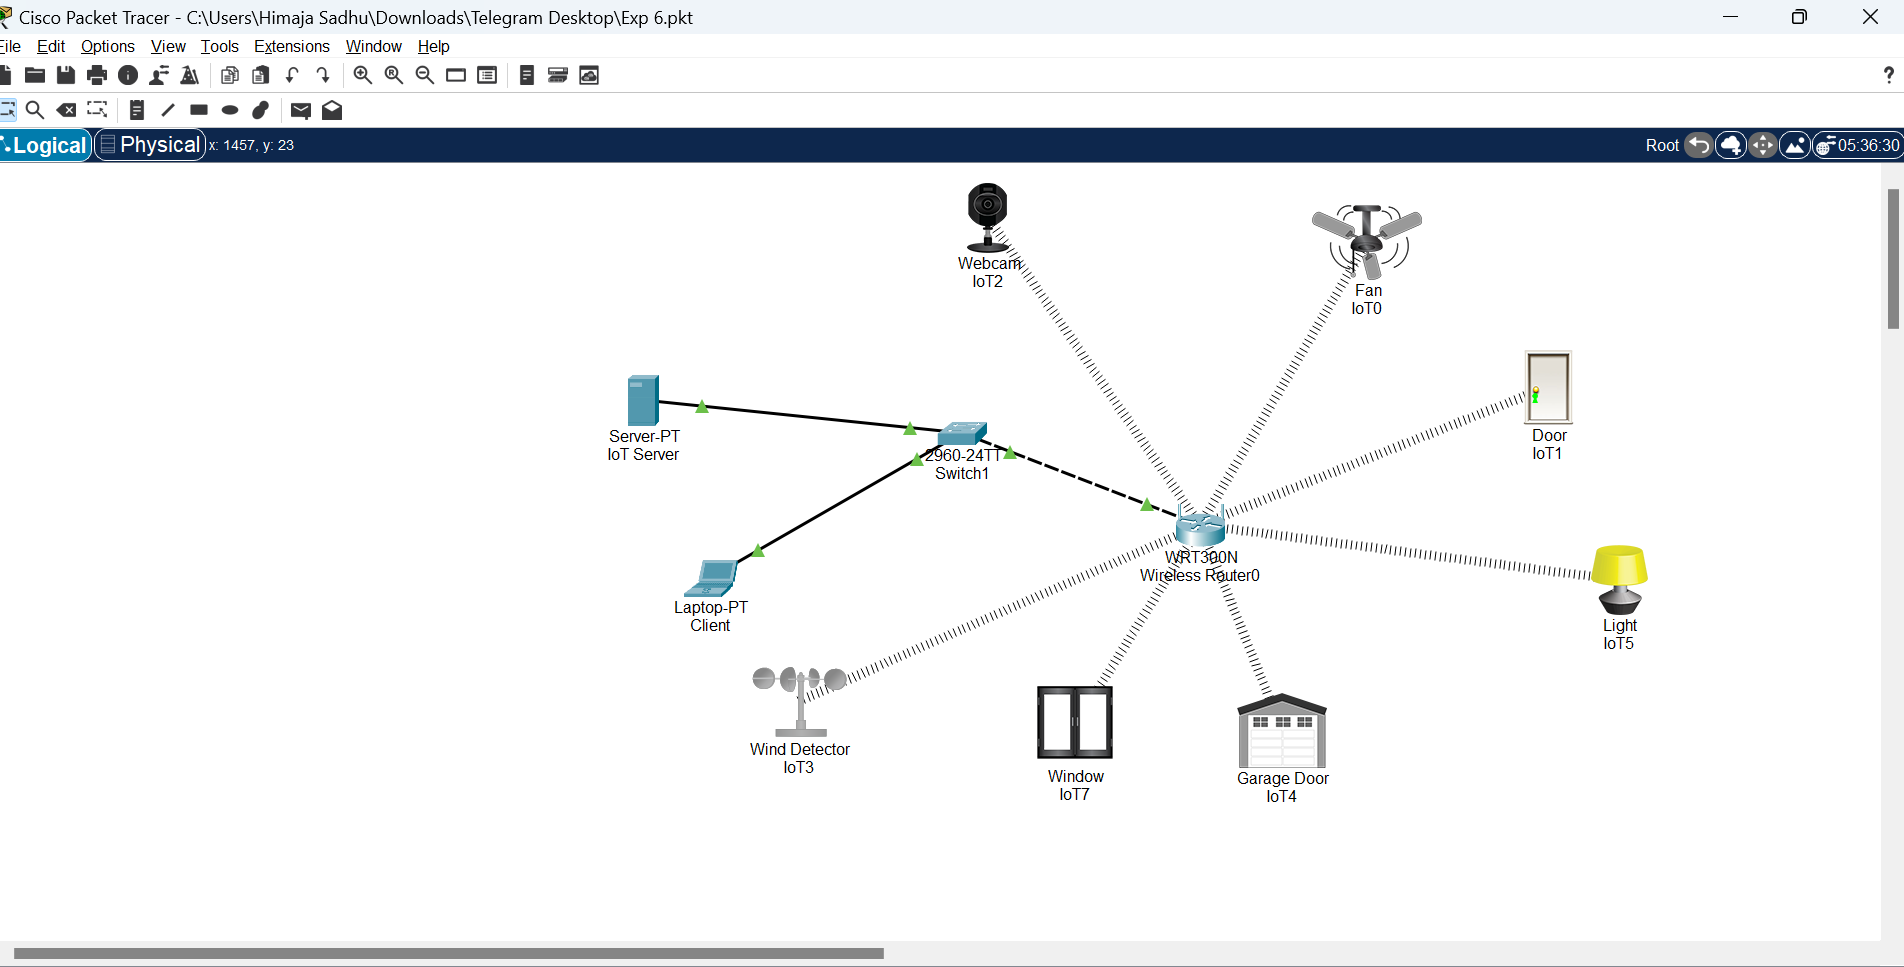 Cisco Packet Tracer - C:\Users\Himaja Sadhu\Downloads\Telegram Desktop\Exp 6.pkt
File Edit Options View Tools Extensions Window Help
?
Logical Physical x: 1457, y: 23 Root 05:36:30
Webcam
IoT2
Fan
IoT0
Door
IoT1
Server-PT
IoT Server
2960-24TT
Switch1
WRT300N
Wireless Router0
Laptop-PT
Client
Light
IoT5
Wind Detector
IoT3
Window
IoT7
Garage Door
IoT4